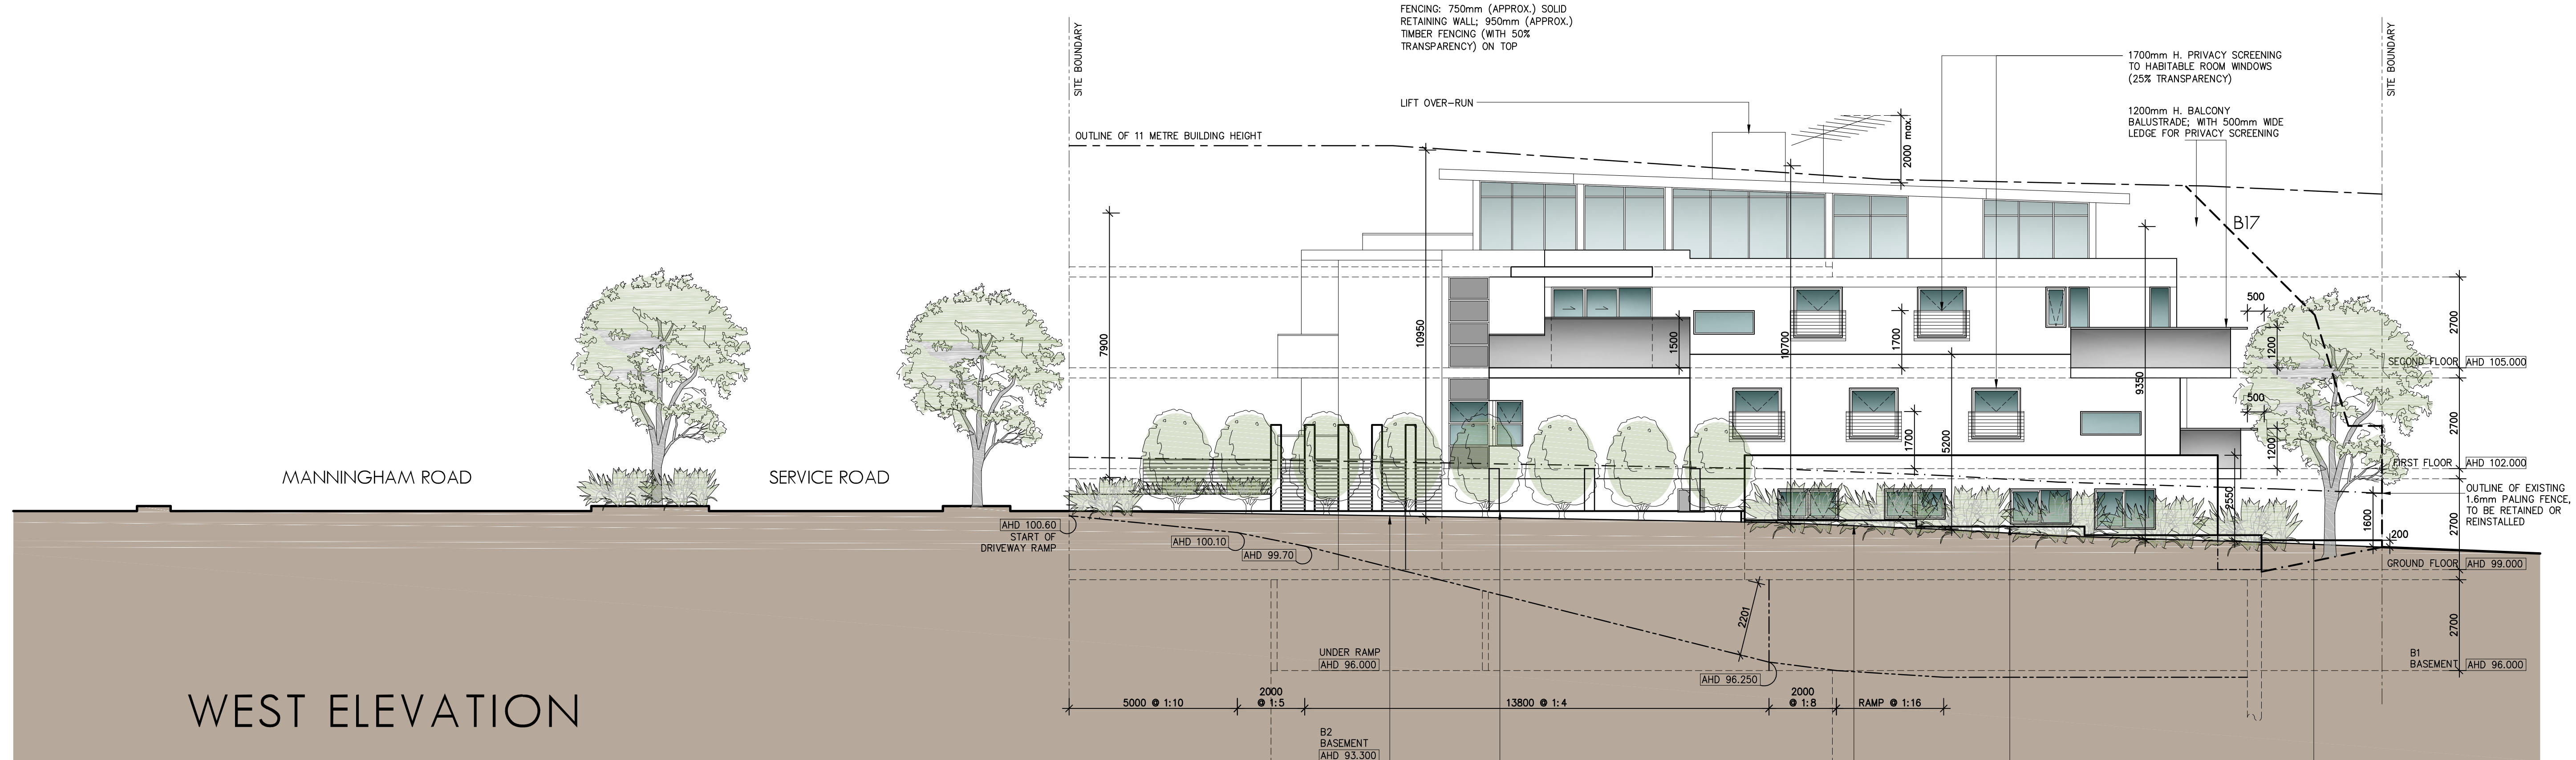 FENCING: 750mm (APPROX.) SOLID
RETAINING WALL; 950mm (APPROX.)
TIMBER FENCING (WITH 50%
TRANSPARENCY) ON TOP
SITE BOUNDARY
SITE BOUNDARY
1700mm H. PRIVACY SCREENING
TO HABITABLE ROOM WINDOWS
(25% TRANSPARENCY)
LIFT OVER-RUN
1200mm H. BALCONY
BALUSTRADE; WITH 500mm WIDE
LEDGE FOR PRIVACY SCREENING
OUTLINE OF 11 METRE BUILDING HEIGHT
2000 max.
B17
7900
10950
1500
10700
1700
9350
500
1200
2700
SECOND FLOOR AHD 105.000
500
1700
5200
1200
2700
FIRST FLOOR AHD 102.000
MANNINGHAM ROAD
SERVICE ROAD
OUTLINE OF EXISTING
1.6mm PALING FENCE,
TO BE RETAINED OR
REINSTALLED
2550
1600
200
2700
AHD 100.60
START OF
DRIVEWAY RAMP
AHD 100.10
AHD 99.70
GROUND FLOOR AHD 99.000
2201
2700
UNDER RAMP
AHD 96.000
B1
BASEMENT AHD 96.000
AHD 96.250
WEST ELEVATION
5000 @ 1:10
2000
@ 1:5
13800 @ 1:4
2000
@ 1:8
RAMP @ 1:16
B2
BASEMENT
AHD 93.300